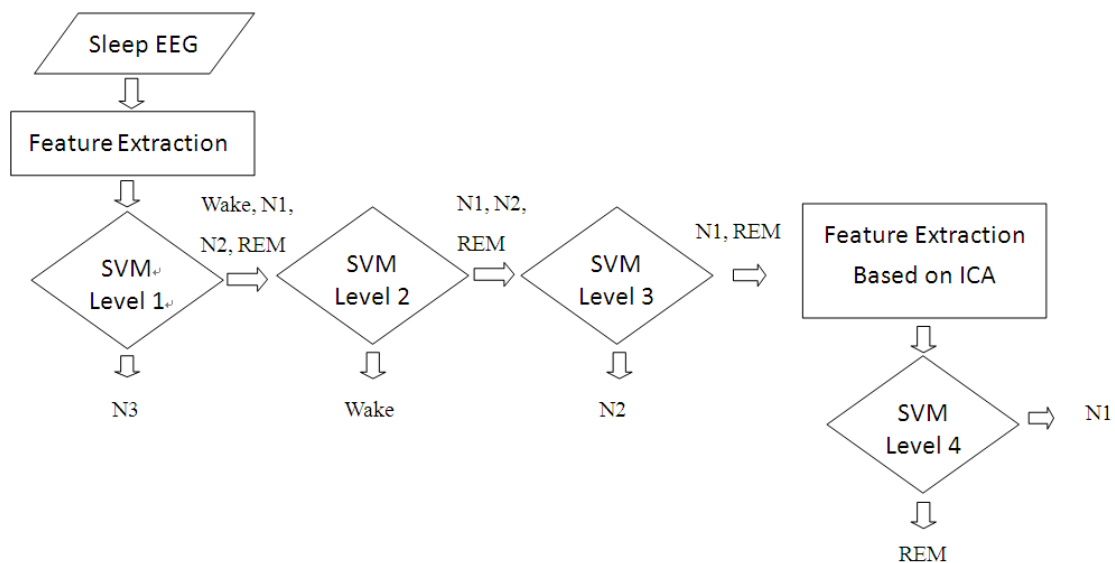 Sleep EEG
Feature Extraction
Wake, N1,
N2, REM
SVM
Level 1
N3
N1, N2,
REM
SVM
Level 2
Wake
N1, REM
SVM
Level 3
N2
Feature Extraction
Based on ICA
SVM
Level 4
N1
REM